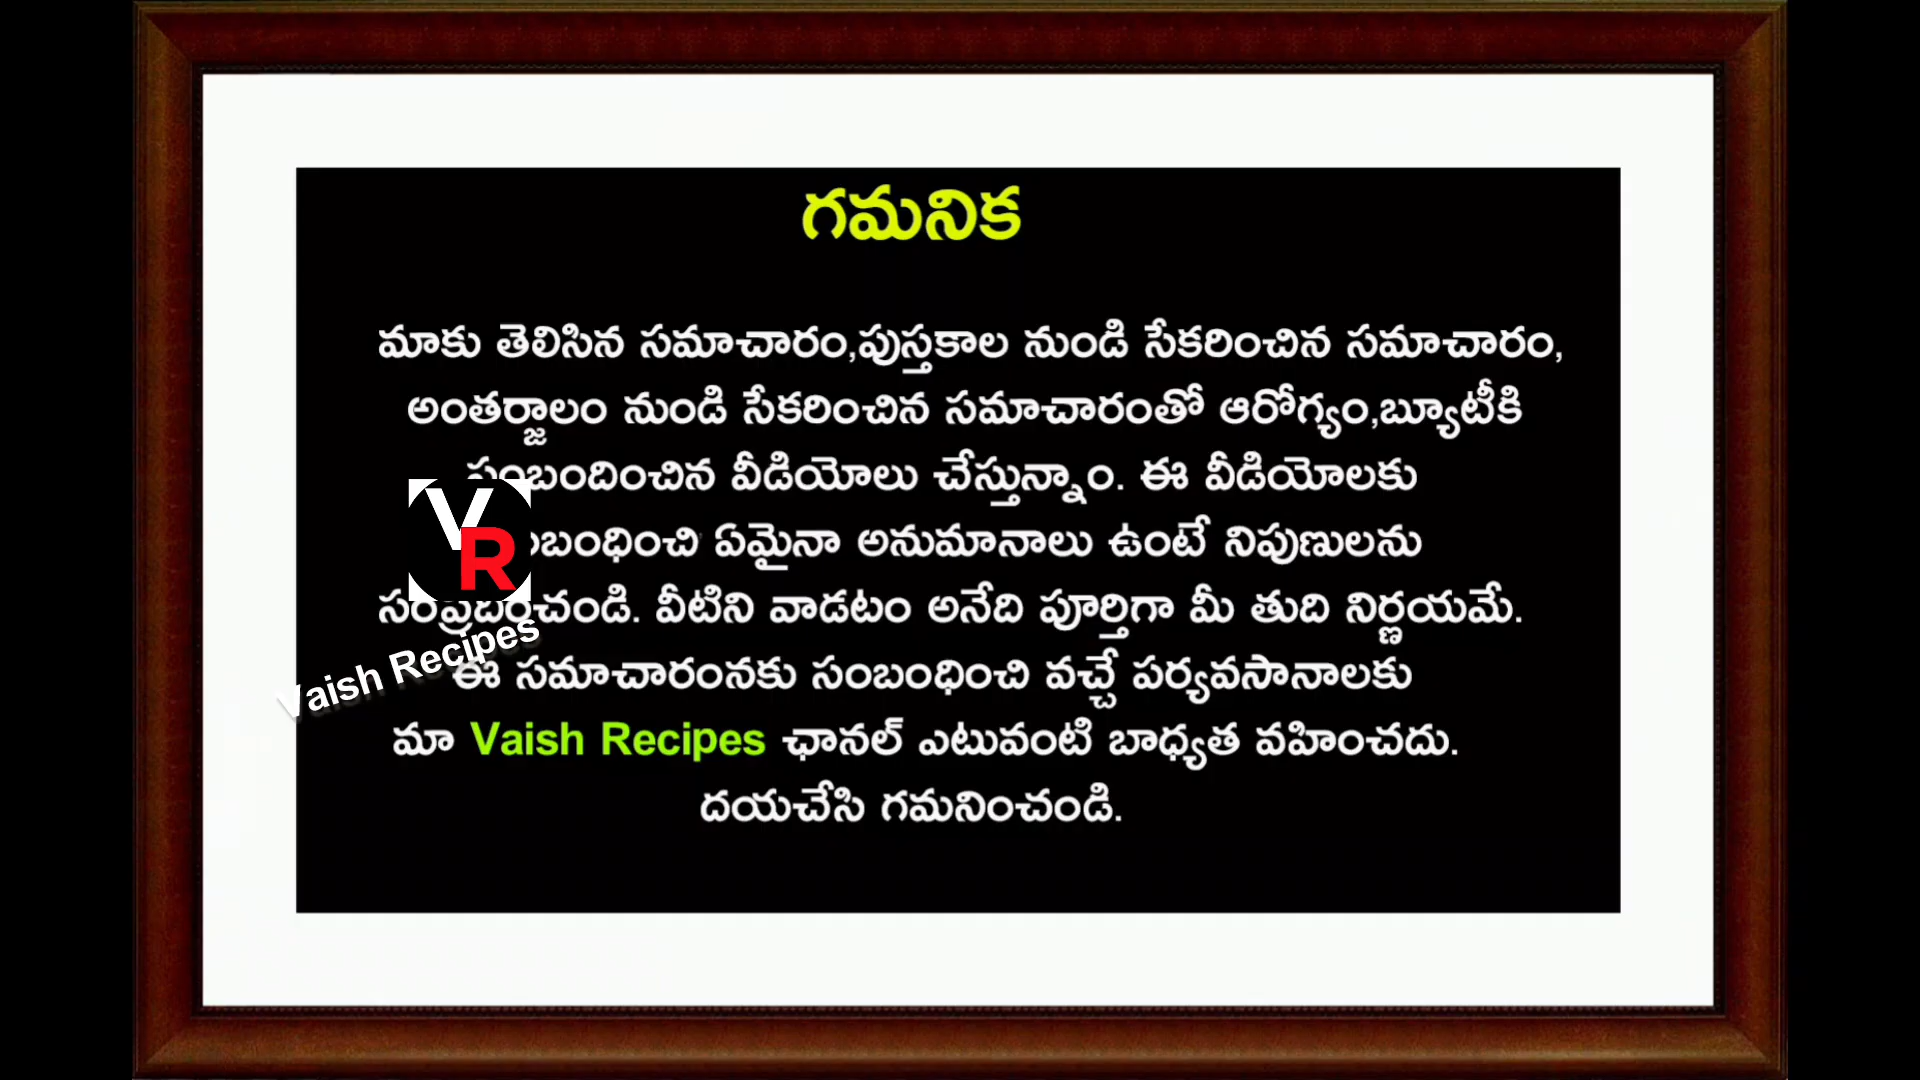 గమనిక
మాకు తెలిసిన సమాచారం,పుస్తకాల నుండి సేకరించిన సమాచారం,
అంతర్జాలం నుండి సేకరించిన సమాచారంతో ఆరోగ్యం,బ్యూటీకి
వీడియోలు చేస్తున్నాం. ఈ వీడియోలకు
ఏమైనా అనుమానాలు ఉంటే నిపుణులను
వీటిని వాడటం అనేది పూర్తిగా మీ తుది నిర్ణయమే.
ఈ సమాచారంనకు సంబంధించి వచ్చే పర్యవసానాలకు
మా Vaish Recipes ఛానల్ ఎటువంటి బాధ్యత వహించదు.
దయచేసి గమనించండి.
VR
Vaish Recipes